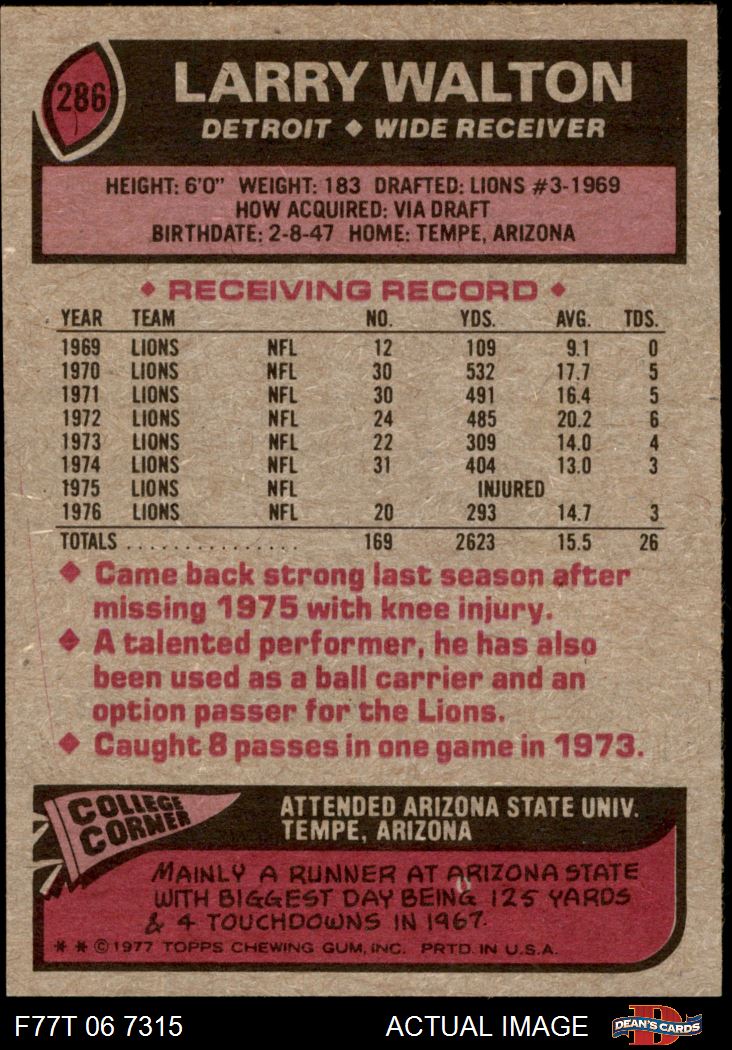 286
LARRY WALTON
DETROIT ◆ WIDE RECEIVER
HEIGHT: 6'0" WEIGHT: 183 DRAFTED: LIONS #3-1969
HOW ACQUIRED: VIA DRAFT
BIRTHDATE: 2-8-47 HOME: TEMPE, ARIZONA
◆ RECEIVING RECORD ◆
YEAR TEAM NO. YDS. AVG. TDS.
1969 LIONS NFL 12 109 9.1 0
1970 LIONS NFL 30 532 17.7 5
1971 LIONS NFL 30 491 16.4 5
1972 LIONS NFL 24 485 20.2 6
1973 LIONS NFL 22 309 14.0 4
1974 LIONS NFL 31 404 13.0 3
1975 LIONS NFL INJURED
1976 LIONS NFL 20 293 14.7 3
TOTALS ............... 169 2623 15.5 26
◆ Came back strong last season after
missing 1975 with knee injury.
◆ A talented performer, he has also
been used as a ball carrier and an
option passer for the Lions.
◆ Caught 8 passes in one game in 1973.
COLLEGE
CORNER
ATTENDED ARIZONA STATE UNIV.
TEMPE, ARIZONA
MAINLY A RUNNER AT ARIZONA STATE
WITH BIGGEST DAY BEING 125 YARDS
& 4 TOUCHDOWNS IN 1967.
* * © 1977 TOPPS CHEWING GUM, INC. PRTD. IN U.S.A.
F77T 06 7315 ACTUAL IMAGE DEAN'S CARDS